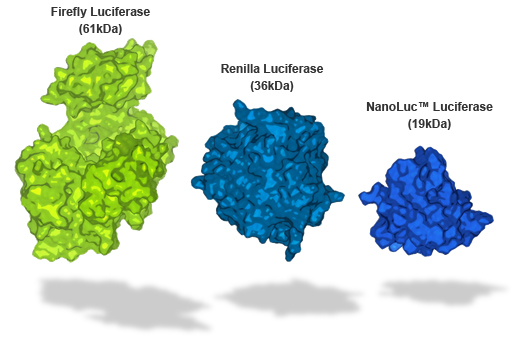 Firefly Luciferase
(61kDa)
Renilla Luciferase
(36kDa)
NanoLuc™ Luciferase
(19kDa)